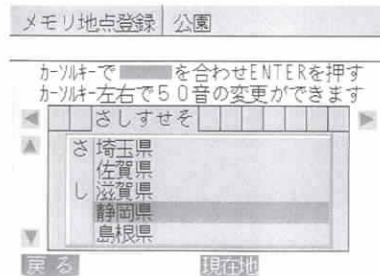 メモリ地点登録 公園
カーソルキーで を合わせENTERを押す
カーソルキー左右で50音の変更ができます
さしすせそ
さ 埼玉県
佐賀県
し 滋賀県
静岡県
島根県
戻る 現在地